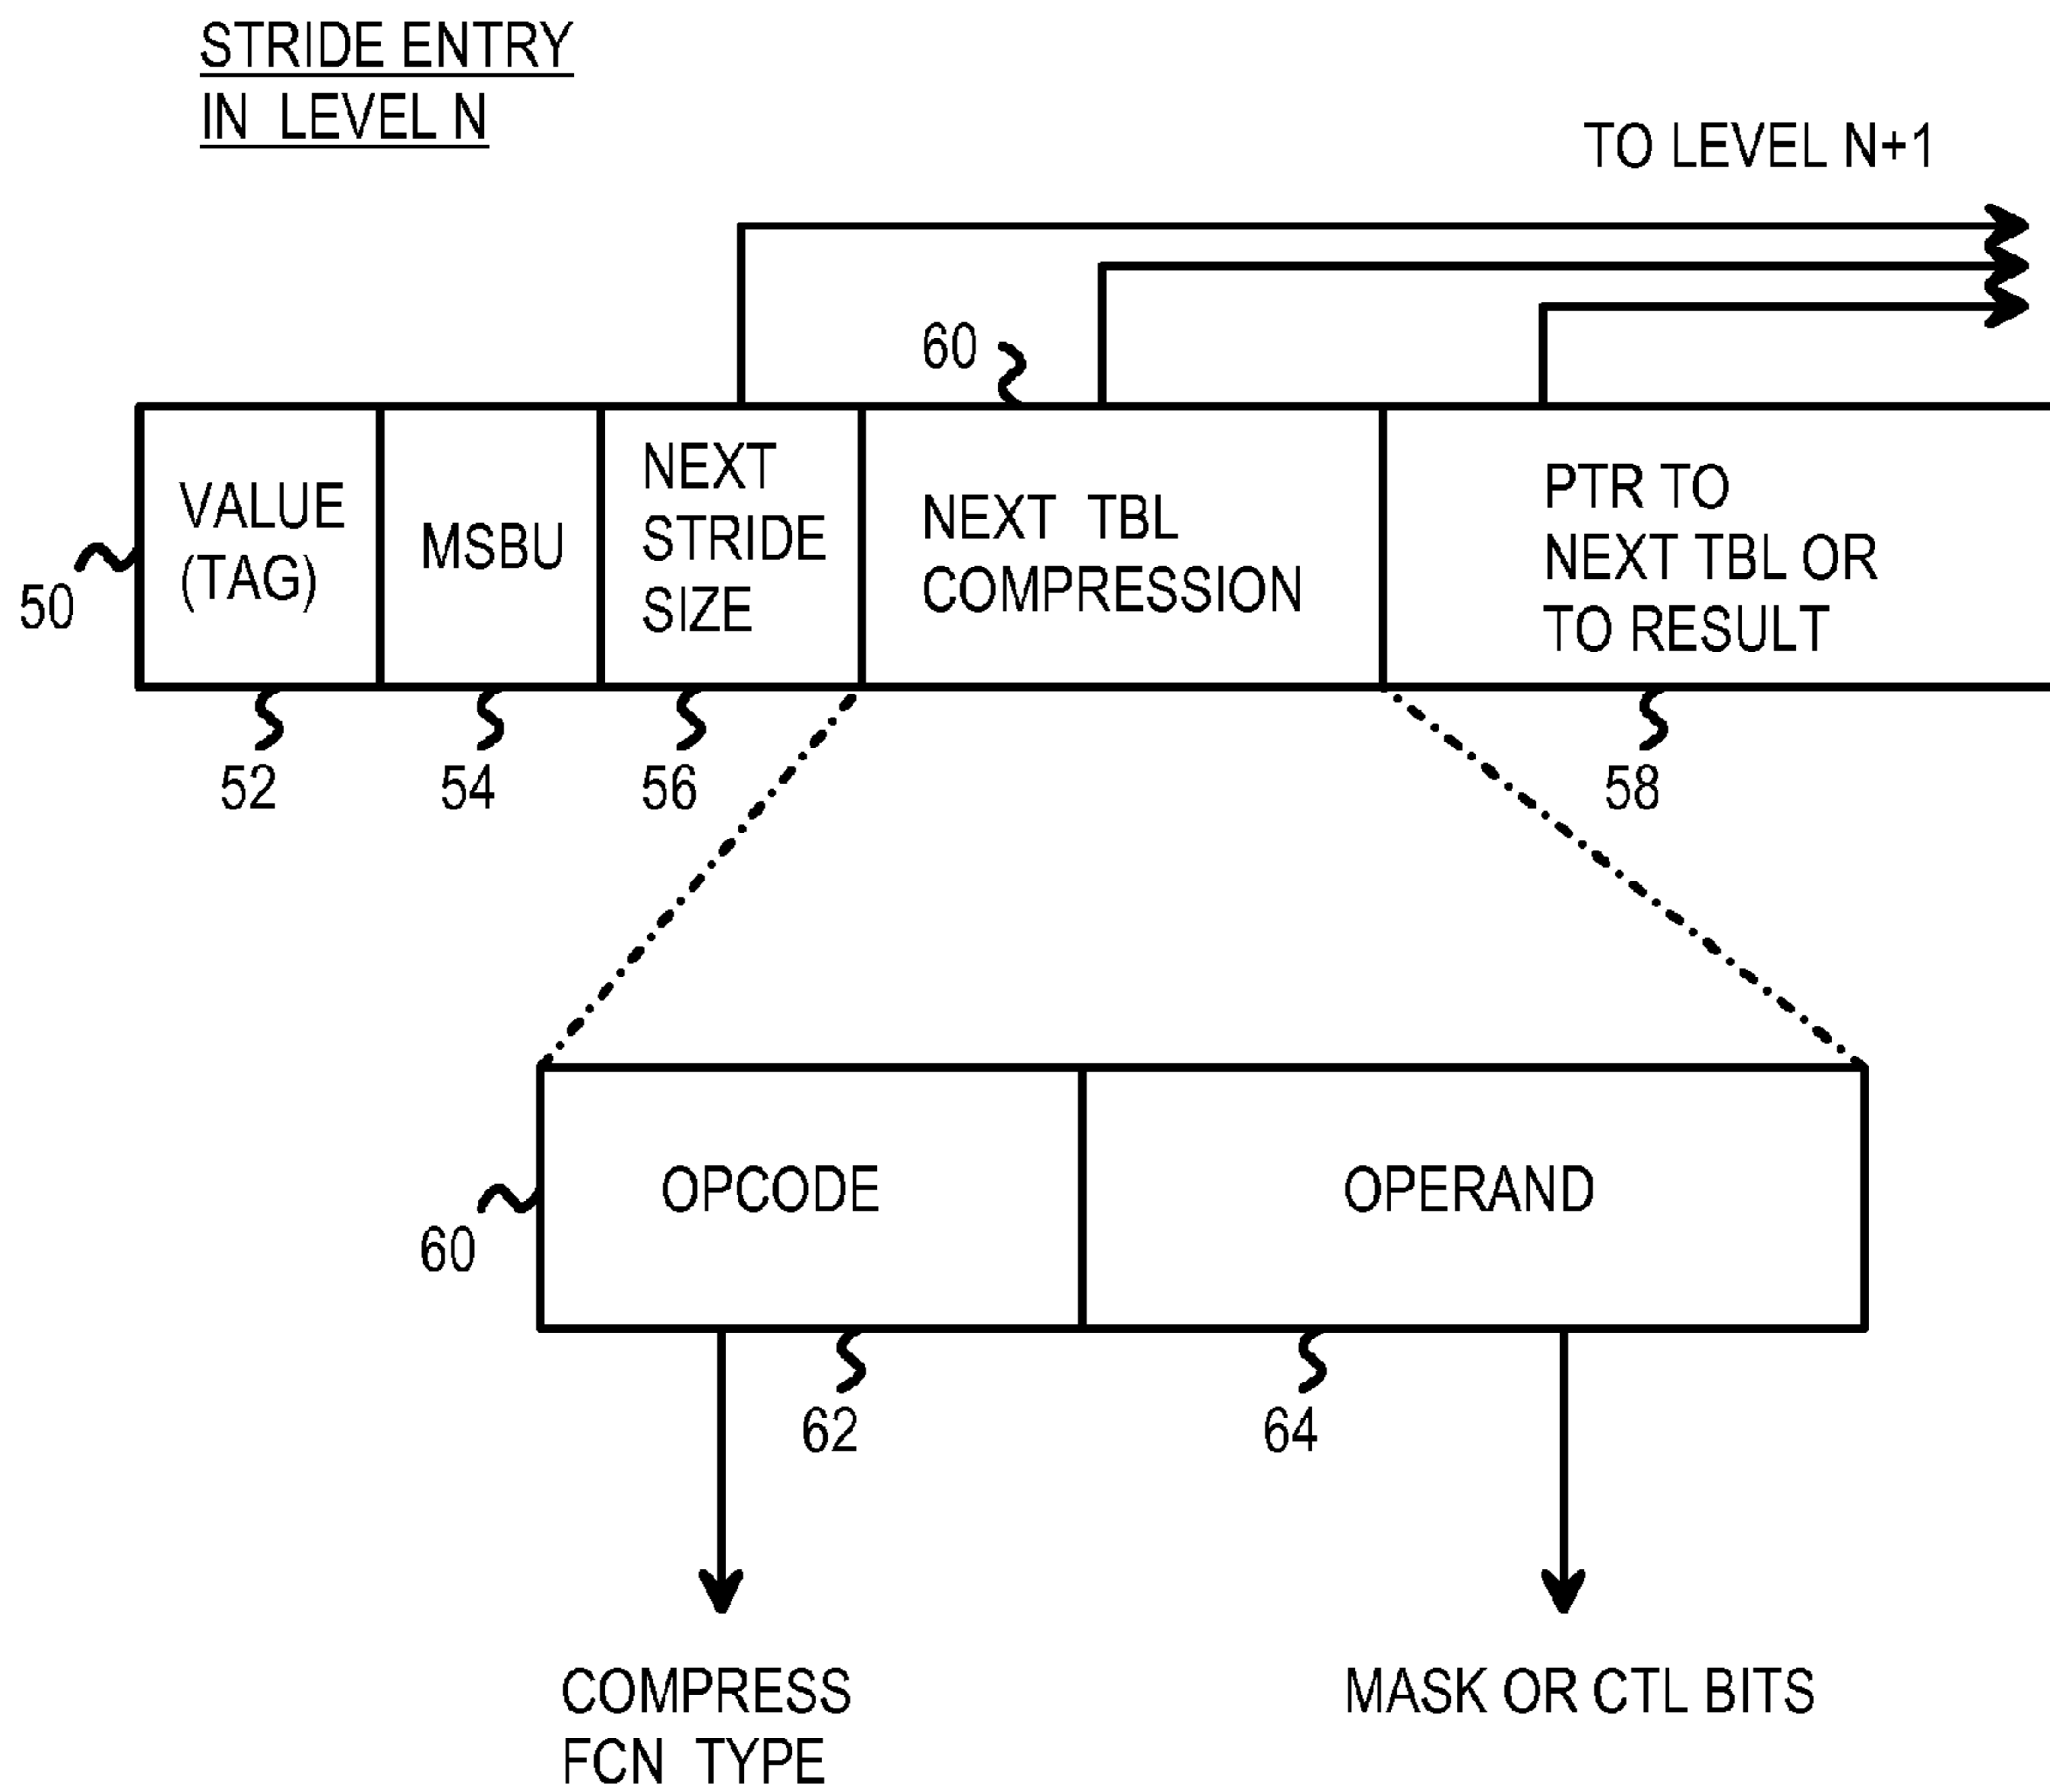 STRIDE ENTRY
IN LEVEL N
TO LEVEL N+1
60
VALUE
(TAG)
MSBU
NEXT
STRIDE
SIZE
NEXT TBL
COMPRESSION
PTR TO
NEXT TBL OR
TO RESULT
50
52
54
56
58
OPCODE
OPERAND
60
62
64
COMPRESS
FCN TYPE
MASK OR CTL BITS